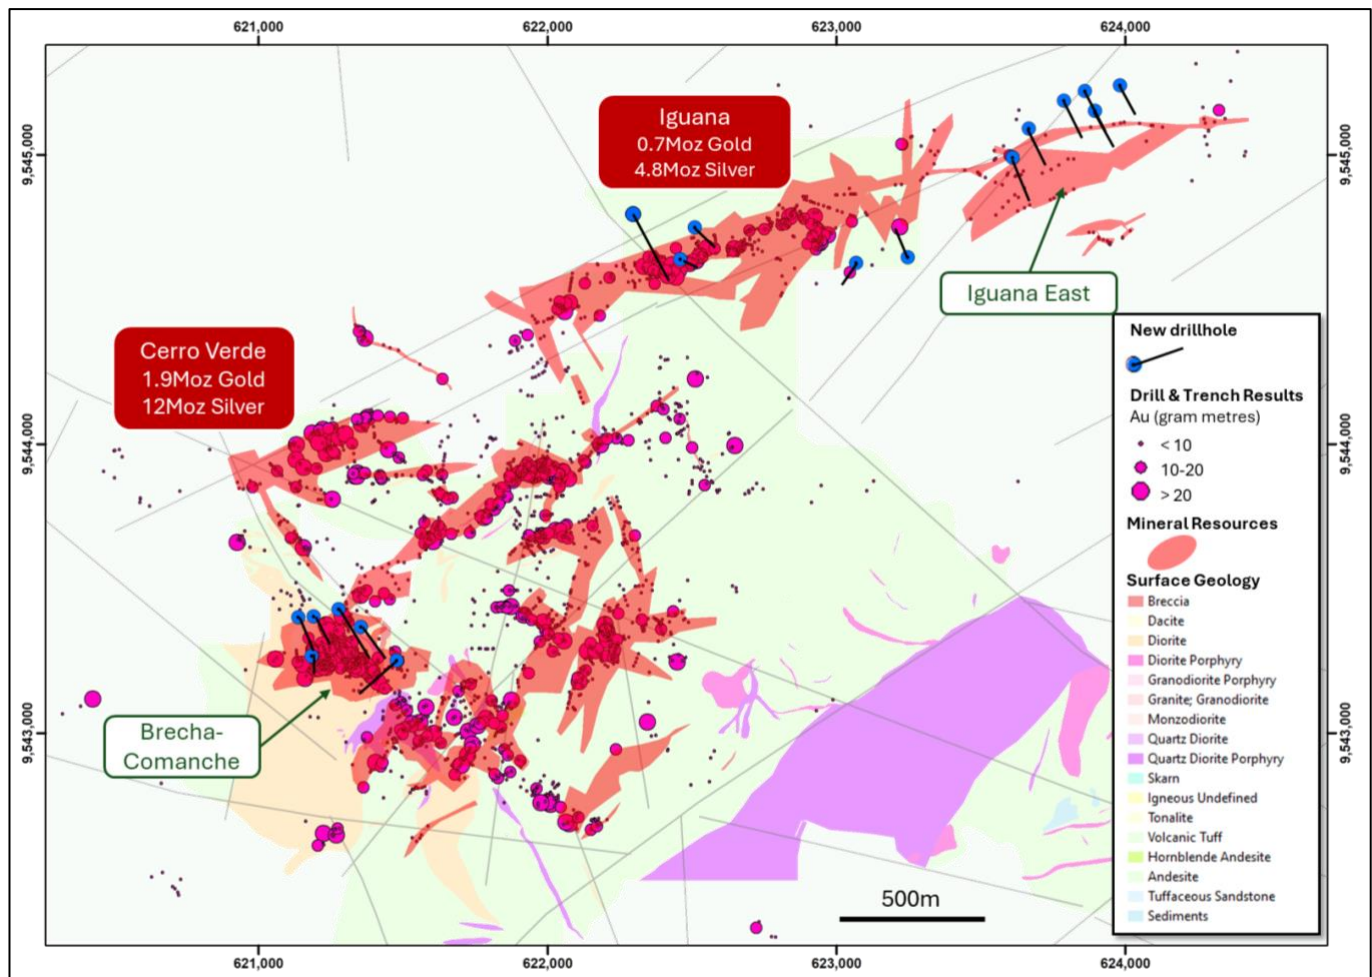 621,000
622,000
623,000
624,000
9,545,000
9,545,000
Iguana
0.7Moz Gold
4.8Moz Silver
Iguana East
Cerro Verde
1.9Moz Gold
12Moz Silver
9,544,000
9,544,000
Brecha-
Comanche
9,543,000
9,543,000
500m
New drillhole
Drill & Trench Results
Au (gram metres)
< 10
10-20
> 20
Mineral Resources
Surface Geology
Breccia
Dacite
Diorite
Diorite Porphyry
Granodiorite Porphyry
Granite; Granodiorite
Monzodiorite
Quartz Diorite
Quartz Diorite Porphyry
Skarn
Igneous Undefined
Tonalite
Volcanic Tuff
Hornblende Andesite
Andesite
Tuffaceous Sandstone
Sediments
621,000
622,000
623,000
624,000